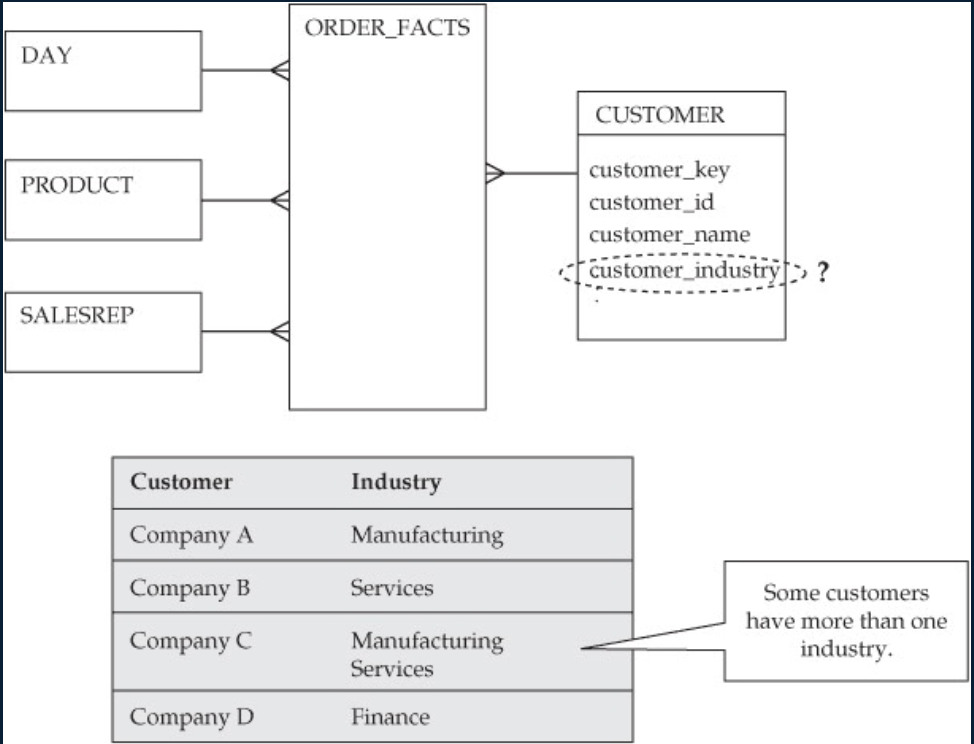 DAY
PRODUCT
SALESREP
ORDER_FACTS
CUSTOMER
customer_key
customer_id
customer_name
customer_industry ?
.
Customer Industry
Company A Manufacturing
Company B Services
Company C Manufacturing
Services
Company D Finance
Some customers
have more than one
industry.